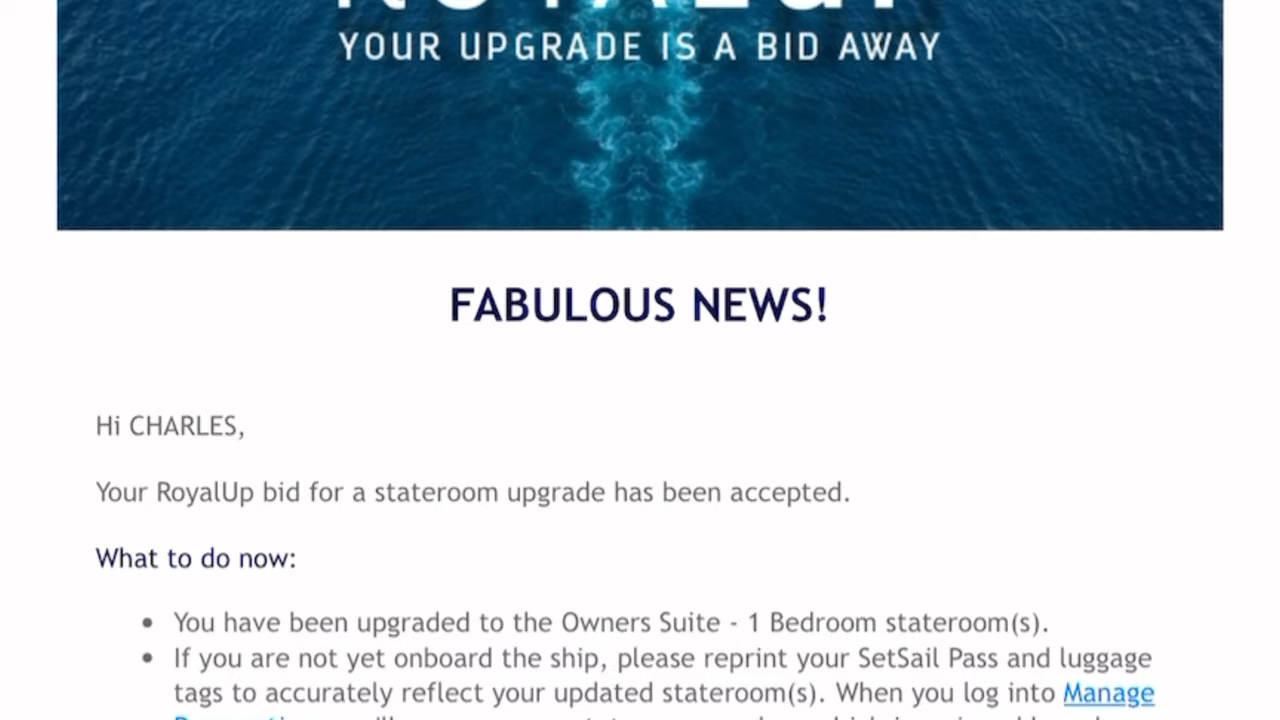 YOUR UPGRADE IS A BID AWAY
FABULOUS NEWS!
Hi CHARLES,
Your RoyalUp bid for a stateroom upgrade has been accepted.
What to do now:
• You have been upgraded to the Owners Suite - 1 Bedroom stateroom(s).
• If you are not yet onboard the ship, please reprint your SetSail Pass and luggage
tags to accurately reflect your updated stateroom(s). When you log into Manage